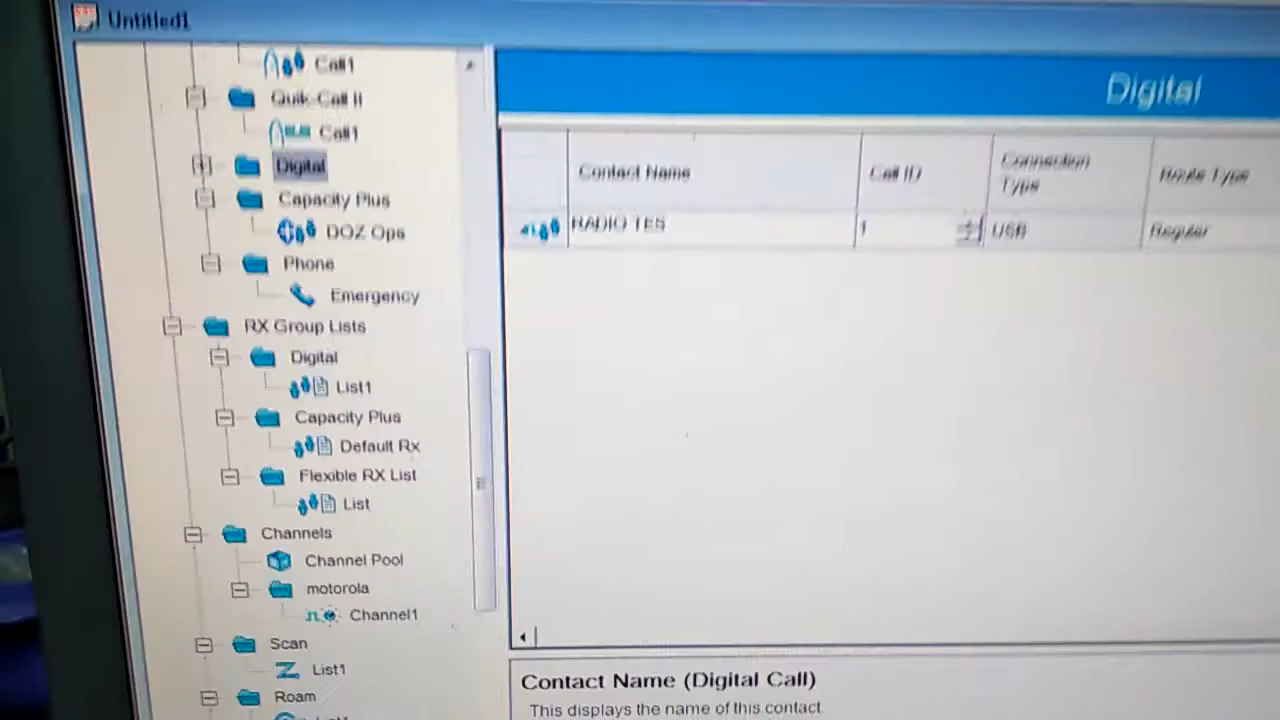 Untitled1
Call1
Quik-Call II
Call1
Digital
Capacity Plus
DOZ Ops
Phone
Emergency
RX Group Lists
Digital
List1
Capacity Plus
Default Rx
Flexible RX List
List
Channels
Channel Pool
motorola
Channel1
Scan
List1
Roam
Digital
Contact Name
Call ID
Connection
Type
Route Type
RADIO TES
1
USB
Regular
Contact Name (Digital Call)
This displays the name of this contact